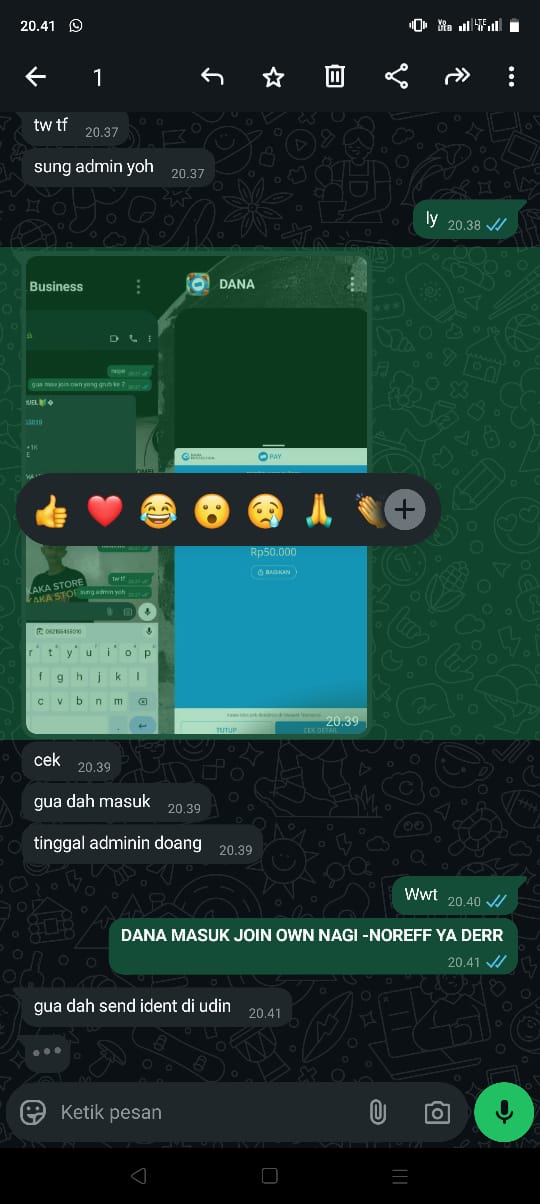 20.41
Vo
LTE
1
tw tf
20.37
sung admin yoh
20.37
ly
20.38
Business
DANA
gua mau join own yang grub ke 2
PAY
Rp50.000
BAGIKAN
KAKA STORE
tw tf
sung admin yoh
082186458010
r t y u i o p
f g h j k l
c v b n m
TUTUP
CEK DETAIL
20.39
cek
20.39
gua dah masuk
20.39
tinggal adminin doang
20.39
Wwt
20.40
DANA MASUK JOIN OWN NAGI -NOREFF YA DERR
20.41
gua dah send ident di udin
20.41
Ketik pesan